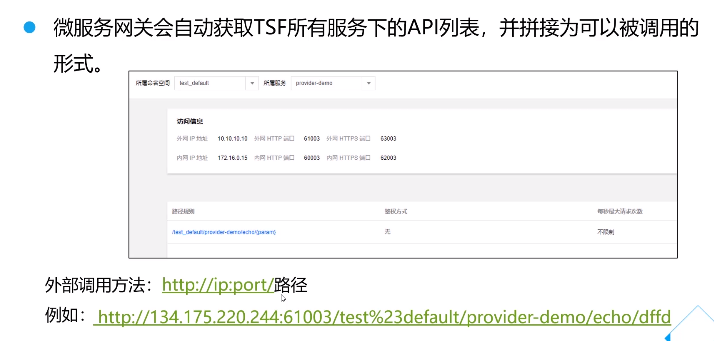 微服务网关会自动获取TSF所有服务下的API列表，并拼接为可以被调用的
形式。
所属命名空间 test_default 所属服务 provider-demo
访问信息
外网 IP 地址 10.10.10.10 外网 HTTP 端口 61003 外网 HTTPS 端口 63003
内网 IP 地址 172.16.0.15 内网 HTTP 端口 60003 内网 HTTPS 端口 62003
路径规则 鉴权方式 每秒最大请求次数
/test_default/provider-demo/echo/{param} 无 不限制
外部调用方法：http://ip:port/路径
例如： http://134.175.220.244:61003/test%23default/provider-demo/echo/dffd